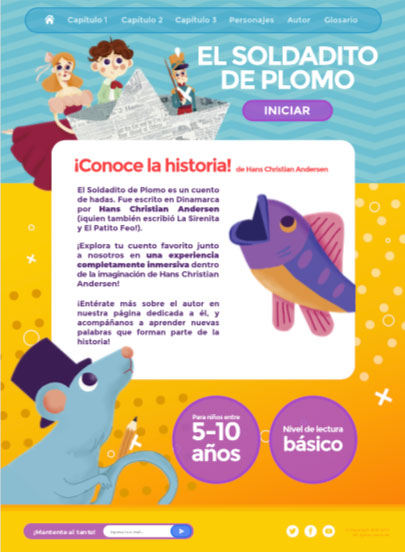 Capítulo 1 Capítulo 2 Capítulo 3 Personajes Autor Glosario
EL SOLDADITO
DE PLOMO
INICIAR
¡Conoce la historia! de Hans Christian Andersen
El Soldadito de Plomo es un cuento
de hadas. Fue escrito en Dinamarca
por Hans Christian Andersen
(¡quien también escribió La Sirenita
y El Patito Feo!).
¡Explora tu cuento favorito junto
a nosotros en una experiencia
completamente inmersiva dentro
de la imaginación de Hans Christian
Andersen!
¡Entérate más sobre el autor en
nuestra página dedicada a él, y
acompáñanos a aprender nuevas
palabras que forman parte de la
historia!
Para niños entre
5-10
años
Nivel de lectura
básico
¡Mantente al tanto!